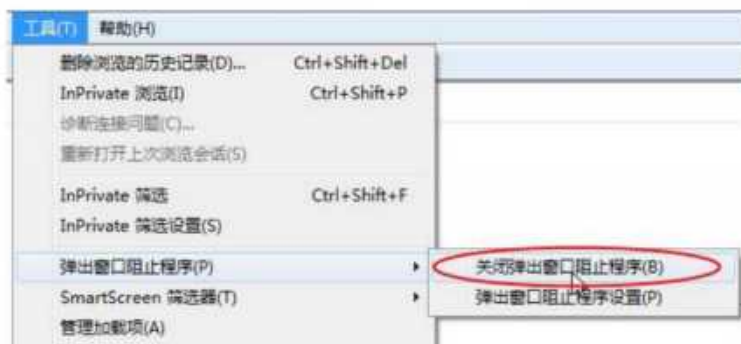 工具(T) 帮助(H)
删除浏览的历史记录(D)... Ctrl+Shift+Del
InPrivate 浏览(I) Ctrl+Shift+P
诊断连接问题(C)...
重新打开上次浏览会话(S)
InPrivate 筛选 Ctrl+Shift+F
InPrivate 筛选设置(S)
弹出窗口阻止程序(P) 关闭弹出窗口阻止程序(B)
SmartScreen 筛选器(T) 弹出窗口阻止程序设置(P)
管理加载项(A)